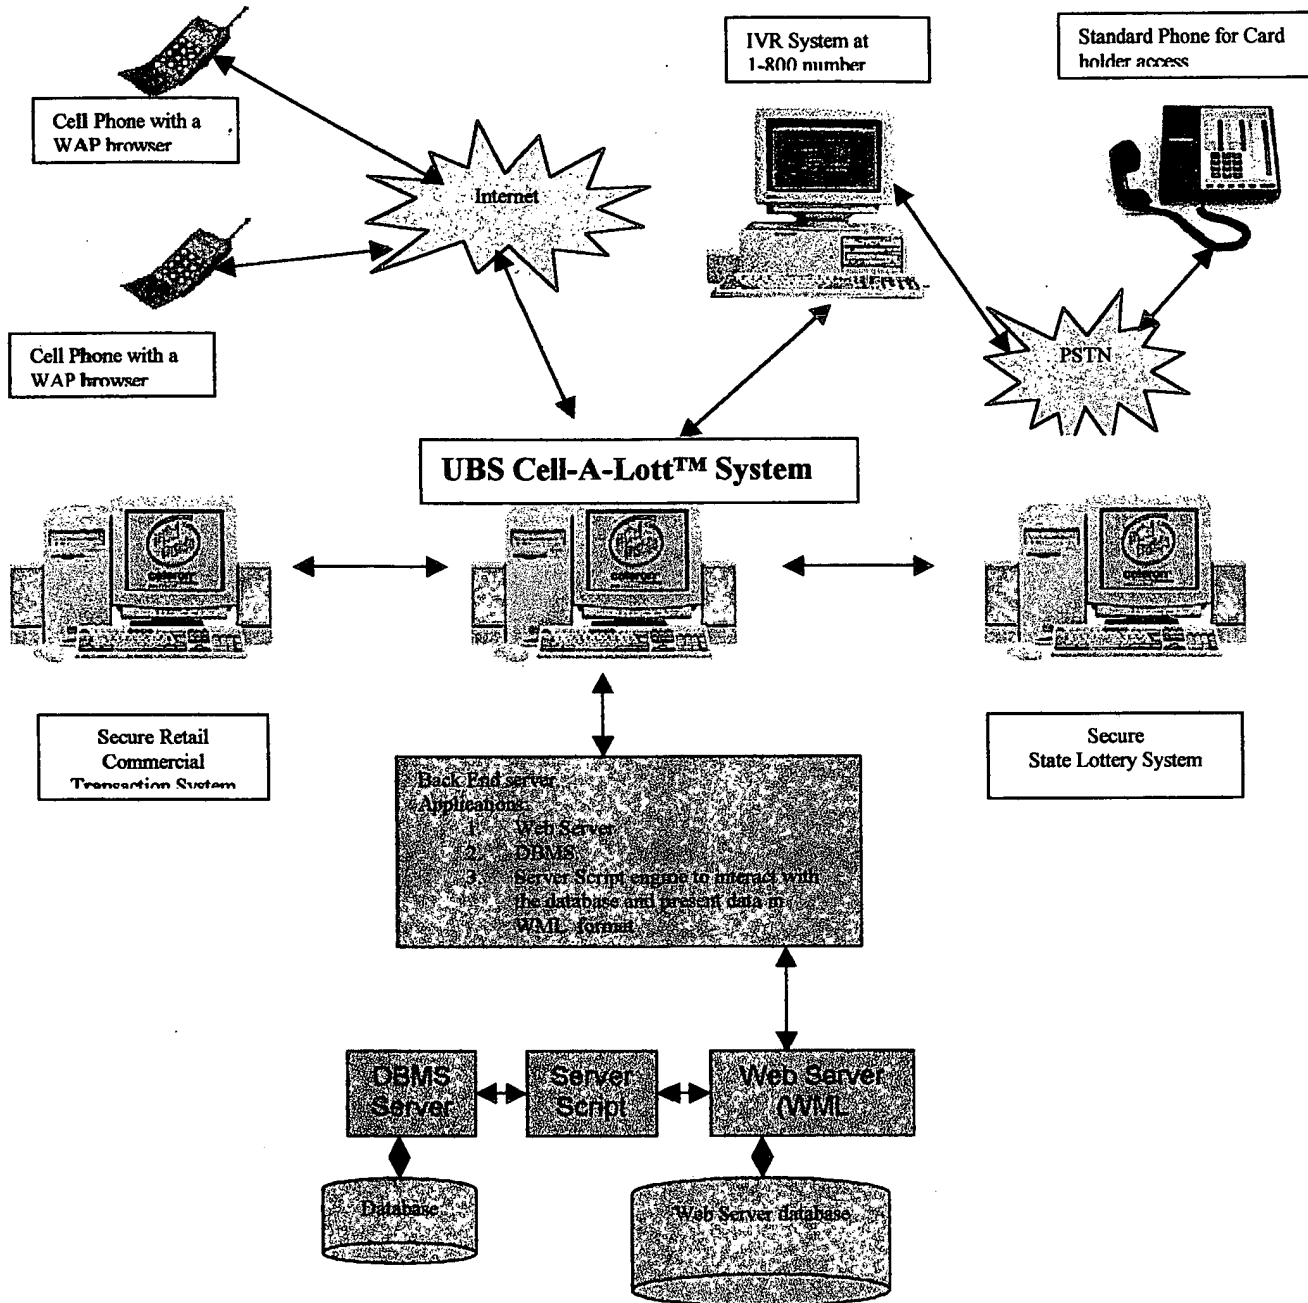 IVR System at
1-800 number
Standard Phone for Card
holder access
Cell Phone with a
WAP browser
Internet
Cell Phone with a
WAP browser
PSTN
UBS Cell-A-Lott™ System
Secure Retail
Commercial
Transaction System
Secure
State Lottery System
Back End server
Applications
1. Web Server
2. DBMS
3. Server Script engine to interact with
the database and present data in
WML format
DBMS
Server
Server
Script
Web Server
(WML
Database
Web Server database